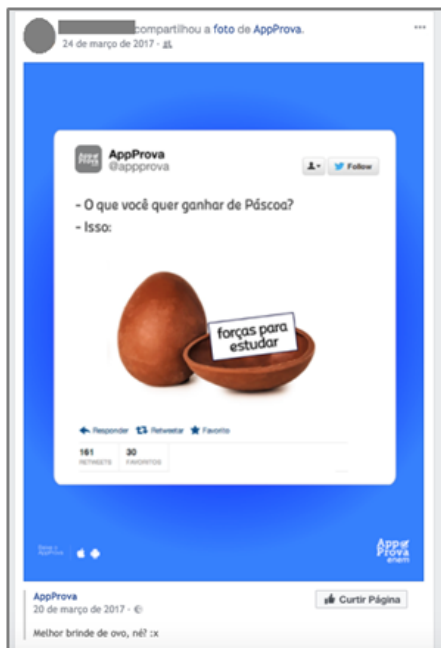 compartilhou a foto de AppProva.
24 de março de 2017
AppProva
@appprova
Follow
- O que você quer ganhar de Páscoa?
- Isso:
forças para
estudar
Responder Retweetar Favorito
161 30
RETWEETS FAVORITOS
Baixe o
AppProva
App
Prova
enem
AppProva
20 de março de 2017
Curtir Página
Melhor brinde de ovo, né? :x